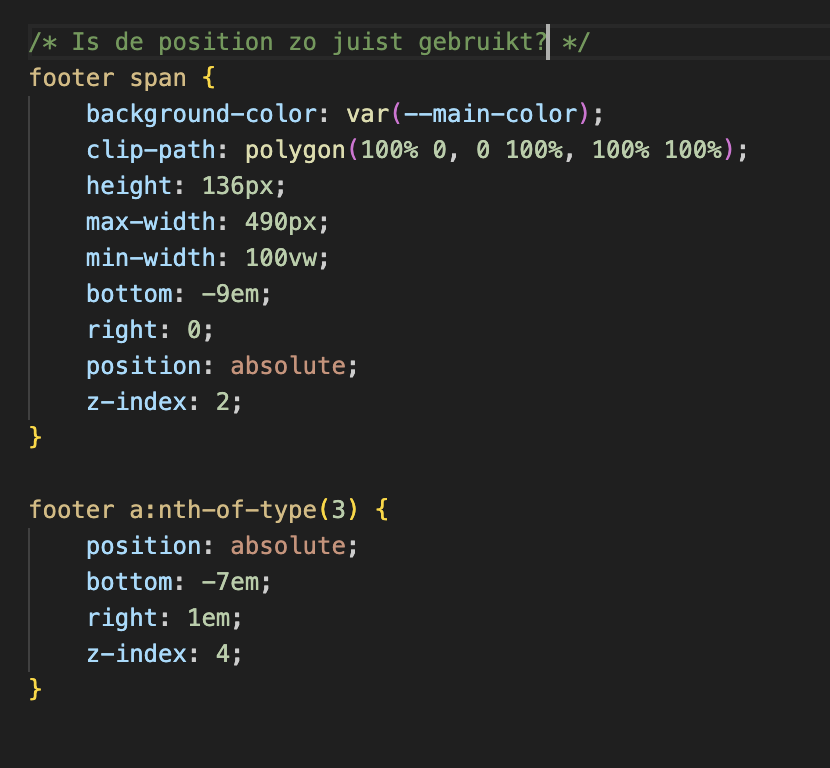 /* Is de position zo juist gebruikt? */
footer span {
    background-color: var(--main-color);
    clip-path: polygon(100% 0, 0 100%, 100% 100%);
    height: 136px;
    max-width: 490px;
    min-width: 100vw;
    bottom: -9em;
    right: 0;
    position: absolute;
    z-index: 2;
}

footer a:nth-of-type(3) {
    position: absolute;
    bottom: -7em;
    right: 1em;
    z-index: 4;
}